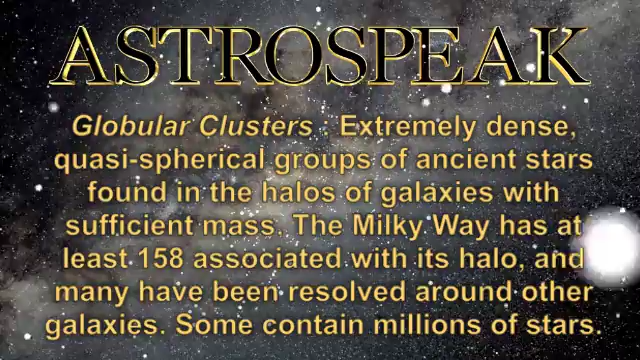 ASTROSPEAK
Globular Clusters : Extremely dense,
quasi-spherical groups of ancient stars
found in the halos of galaxies with
sufficient mass. The Milky Way has at
least 158 associated with its halo, and
many have been resolved around other
galaxies. Some contain millions of stars.